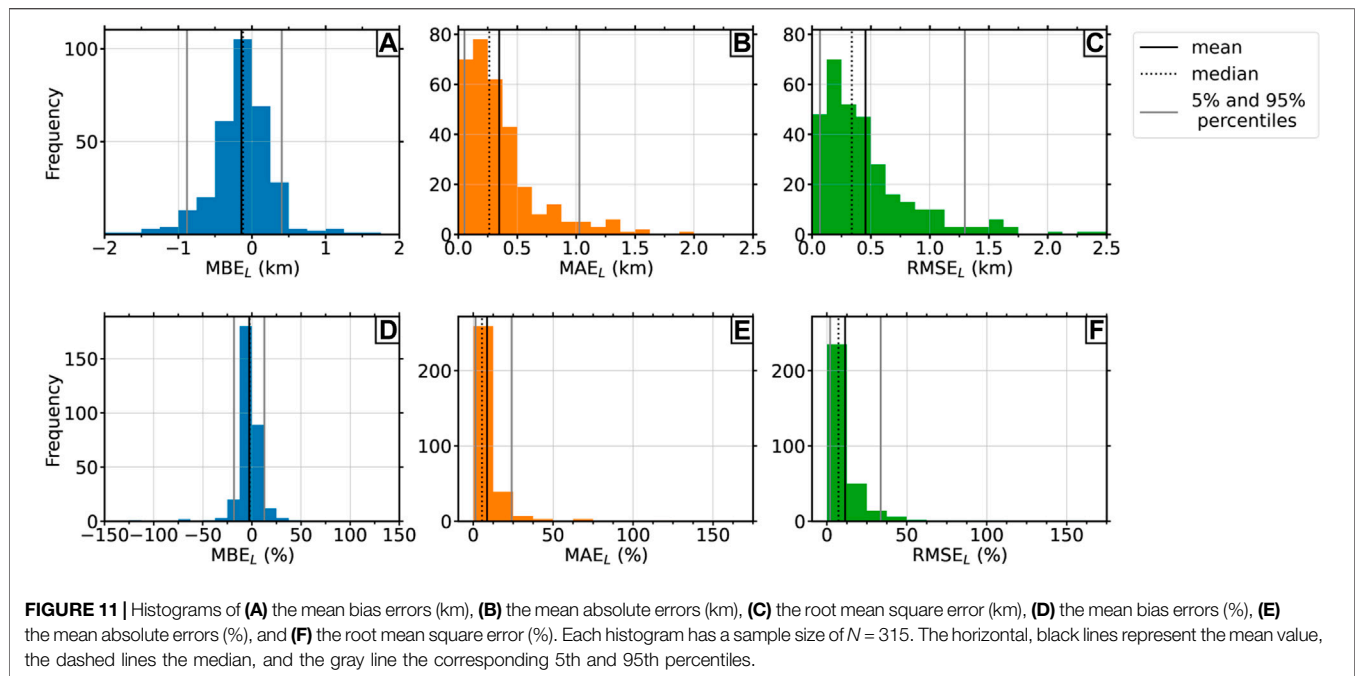 A
B
C
100
50
Frequency
−2
−1
0
1
2
MBE_L (km)
80
60
40
20
0
0.0
0.5
1.0
1.5
2.0
2.5
MAE_L (km)
80
60
40
20
0
0.0
0.5
1.0
1.5
2.0
2.5
RMSE_L (km)
mean
median
5% and 95%
percentiles
D
E
F
150
100
50
0
Frequency
−150
−100
−50
0
50
100
150
MBE_L (%)
200
100
0
0
50
100
150
MAE_L (%)
200
100
0
0
50
100
150
RMSE_L (%)
FIGURE 11 | Histograms of (A) the mean bias errors (km), (B) the mean absolute errors (km), (C) the root mean square error (km), (D) the mean bias errors (%), (E)
the mean absolute errors (%), and (F) the root mean square error (%). Each histogram has a sample size of N = 315. The horizontal, black lines represent the mean value,
the dashed lines the median, and the gray line the corresponding 5th and 95th percentiles.